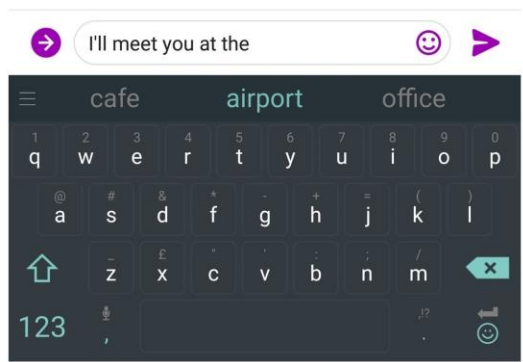 I'll meet you at the
cafe airport office
1 2 3 4 5 6 7 8 9 0
q w e r t y u i o p
@ # & * - + = ( )
a s d f g h j k l
_ £ " ' : ; /
z x c v b n m
123 , ,!? .